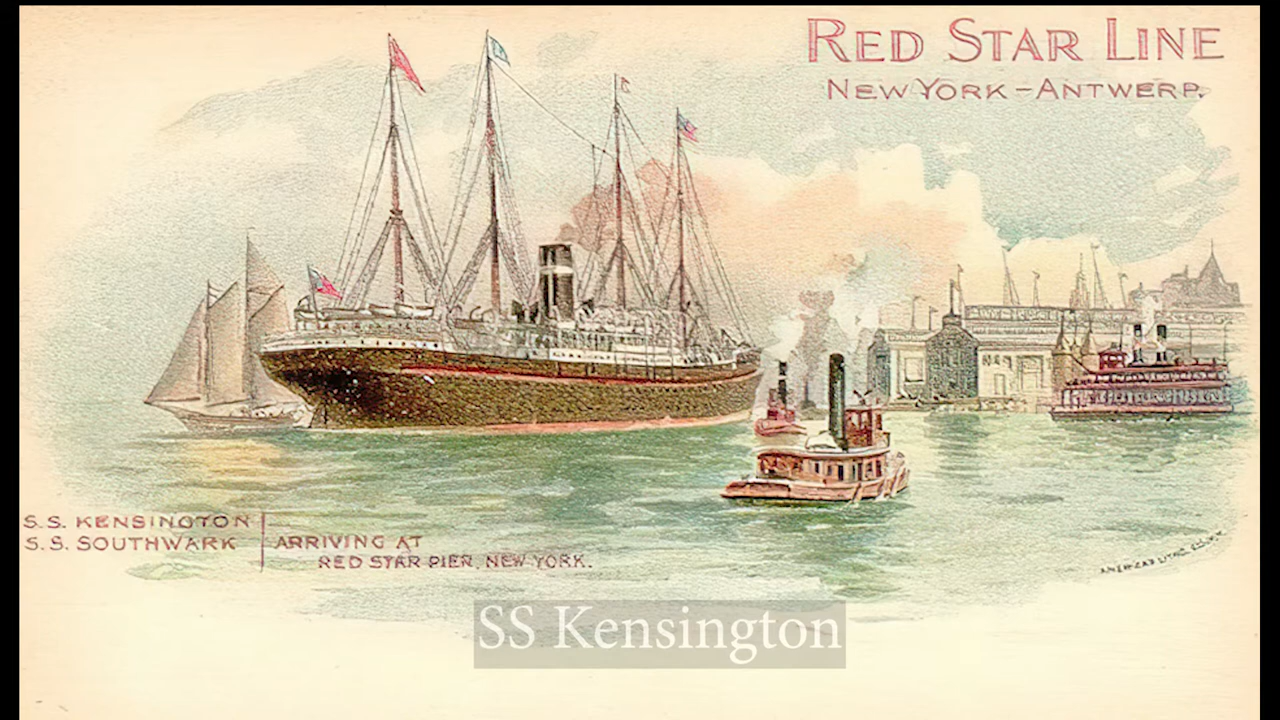 RED STAR LINE
NEW YORK – ANTWERP.
S.S. KENSINGTON
S.S. SOUTHWARK
ARRIVING AT
RED STAR PIER, NEW YORK.
SS Kensington